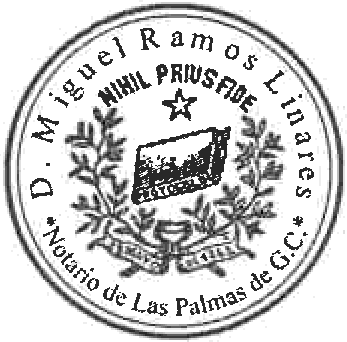 D. Miguel Ramos Linares
NIHIL PRIUS FIDE
*Notario de Las Palmas de G.C.*